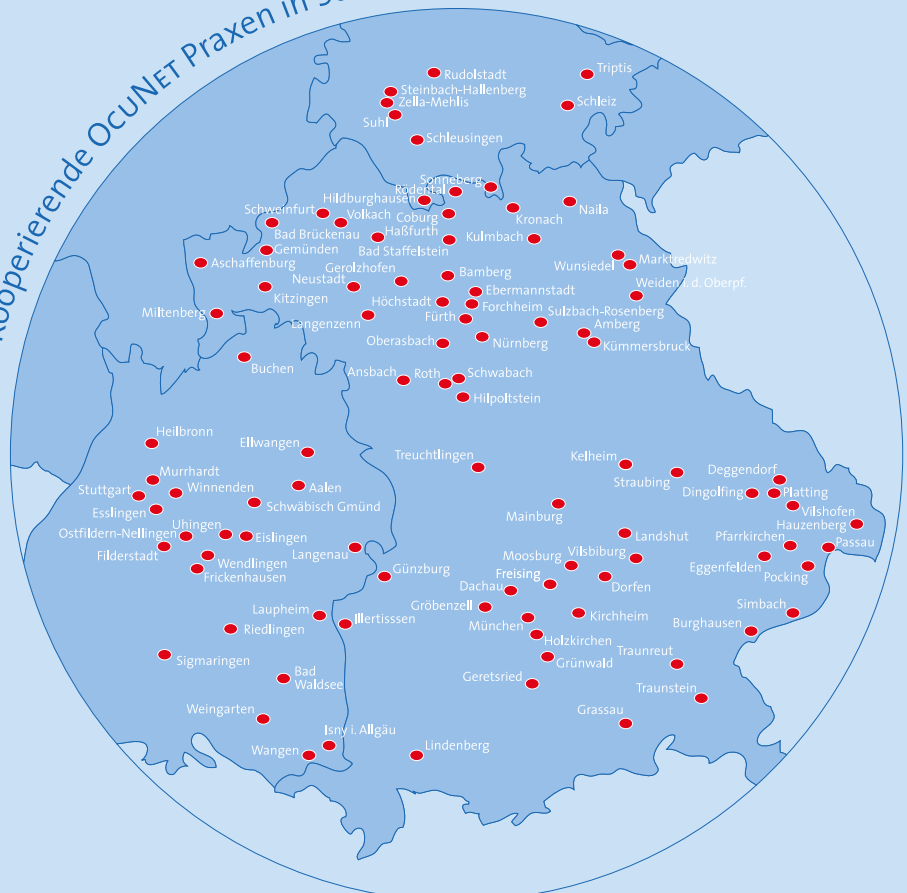 Kooperierende OCUNET Praxen in
Rudolstadt
Triptis
Steinbach-Hallenberg
Zella-Mehlis
Schleiz
Suhl
Schleusingen
Sonneberg
Rödental
Hildburghausen
Schweinfurt
Volkach
Coburg
Kronach
Naila
Bad Brückenau
Haßfurth
Kulmbach
Gemünden
Bad Staffelstein
Aschaffenburg
Gerolzhofen
Wunsiedel
Marktredwitz
Neustadt
Bamberg
Weiden i. d. Oberpf.
Kitzingen
Ebermannstadt
Höchstadt
Forchheim
Sulzbach-Rosenberg
Miltenberg
Langenzenn
Fürth
Amberg
Oberasbach
Nürnberg
Kümmersbruck
Buchen
Ansbach
Roth
Schwabach
Hilpoltstein
Heilbronn
Ellwangen
Treuchtlingen
Kelheim
Straubing
Deggendorf
Murrhardt
Stuttgart
Winnenden
Aalen
Dingolfing
Platting
Esslingen
Schwäbisch Gmünd
Mainburg
Vilshofen
Hauzenberg
Ostfildern-Nellingen
Uhingen
Eislingen
Landshut
Pfarrkirchen
Passau
Filderstadt
Wendlingen
Langenau
Moosburg
Vilsbiburg
Eggenfelden
Frickenhausen
Günzburg
Freising
Dorfen
Pocking
Dachau
Laupheim
Illertisssen
Gröbenzell
Kirchheim
Simbach
Riedlingen
München
Burghausen
Holzkirchen
Sigmaringen
Grünwald
Traunreut
Bad
Waldsee
Geretsried
Traunstein
Weingarten
Grassau
Isny i. Allgäu
Wangen
Lindenberg